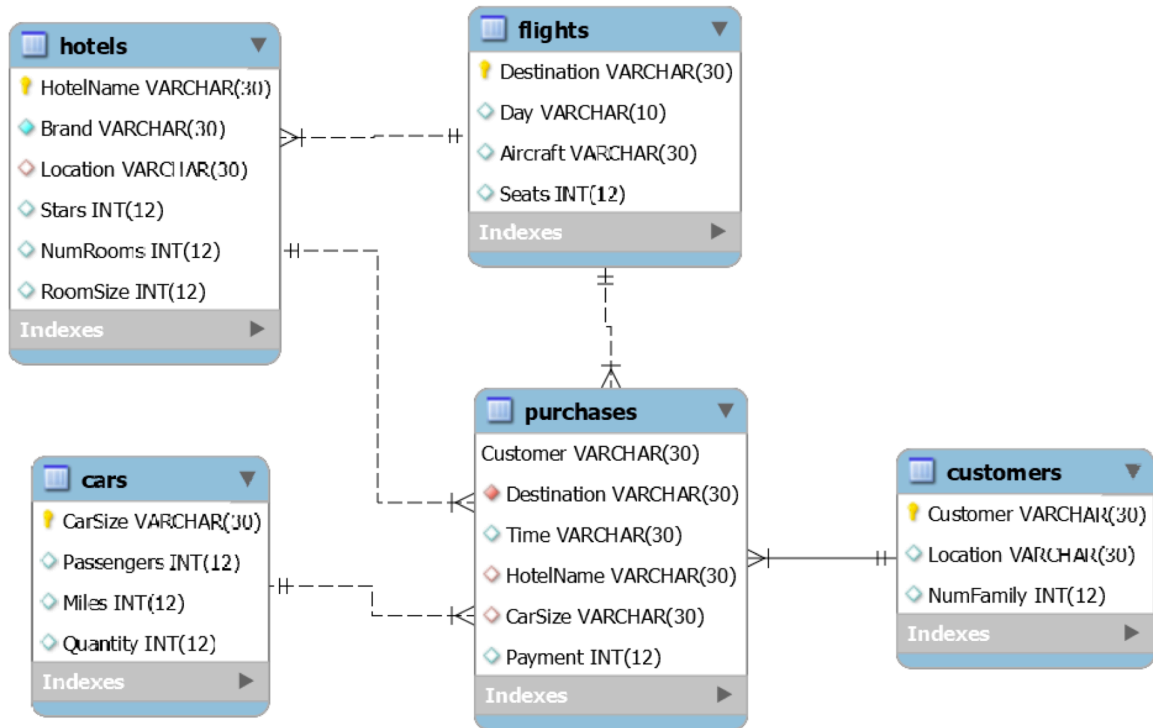 hotels
HotelName VARCHAR(30)
Brand VARCHAR(30)
Location VARCHAR(30)
Stars INT(12)
NumRooms INT(12)
RoomSize INT(12)
Indexes
flights
Destination VARCHAR(30)
Day VARCHAR(10)
Aircraft VARCHAR(30)
Seats INT(12)
Indexes
cars
CarSize VARCHAR(30)
Passengers INT(12)
Miles INT(12)
Quantity INT(12)
Indexes
purchases
Customer VARCHAR(30)
Destination VARCHAR(30)
Time VARCHAR(30)
HotelName VARCHAR(30)
CarSize VARCHAR(30)
Payment INT(12)
Indexes
customers
Customer VARCHAR(30)
Location VARCHAR(30)
NumFamily INT(12)
Indexes